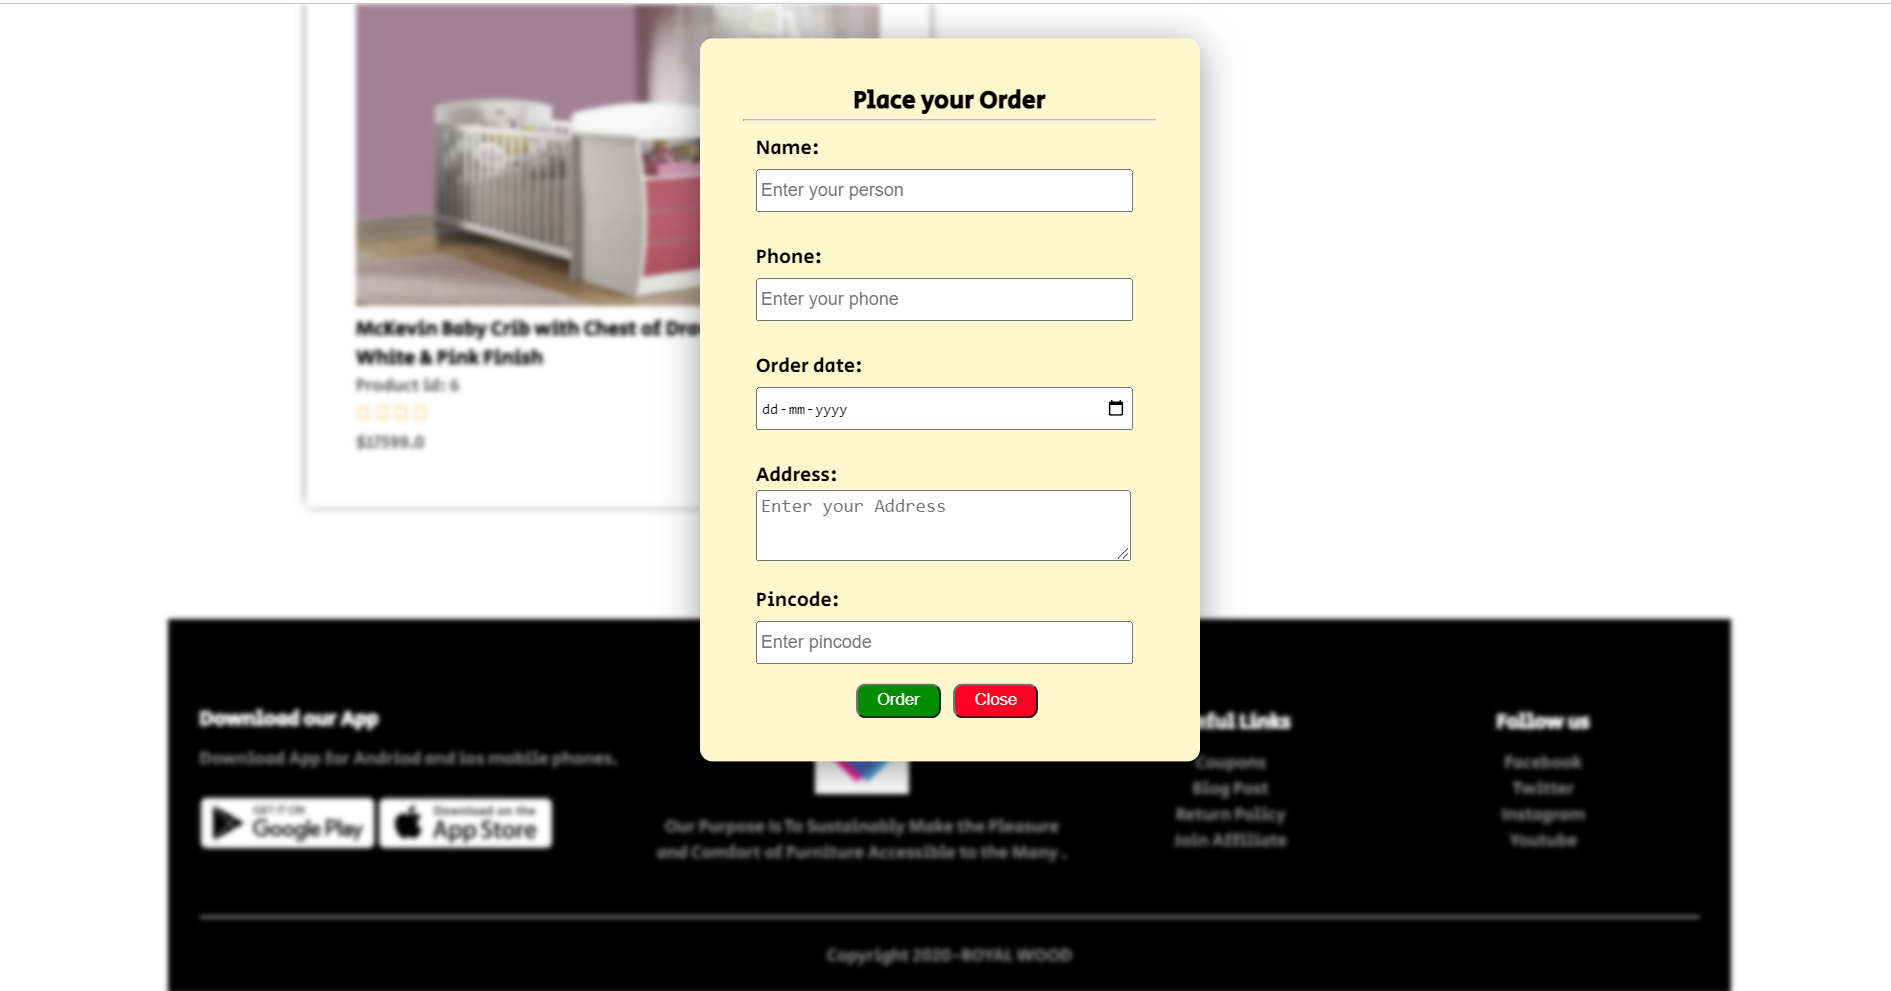 Place your Order
Name:
Enter your person
Phone:
Enter your phone
Order date:
dd-mm-yyyy
Address:
Enter your Address
Pincode:
Enter pincode
Order
Close
McKevin Baby Crib with Chest of
White & Pink Finish
Product id: 6
$17599.0
Download our App
Download App for Andriod and ios mobile phones.
GET IT ON
Google Play
Download on the
App Store
Our Purpose Is To Sustainably Make the Pleasure
and Comfort of Furniture Accessible to the Many .
Links
Coupons
Blog Post
Return Policy
Join Affiliate
Follow us
Facebook
Twitter
Instagram
Youtube
Copyright 2020-ROYAL WOOD